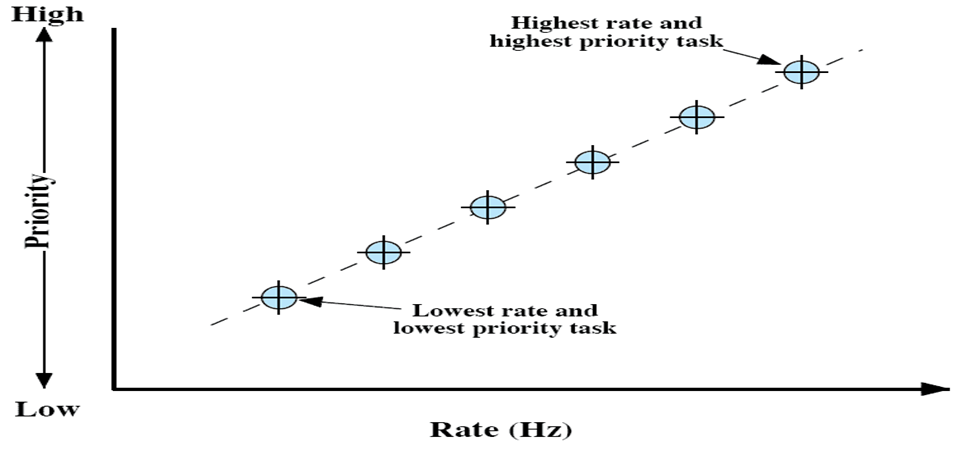 High
Highest rate and
highest priority task
Priority
Lowest rate and
lowest priority task
Low
Rate (Hz)